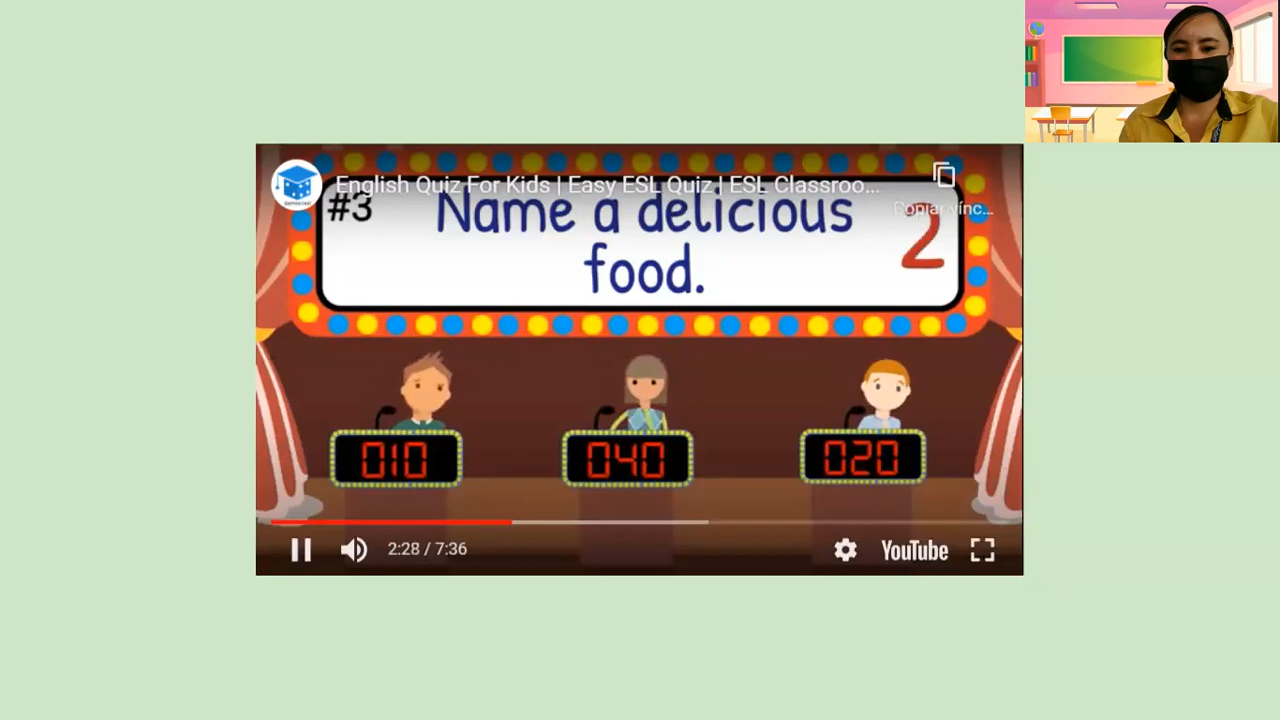 English Quiz For Kids | Easy ESL Quiz | ESL Classroo...
Copiar vínc...
#3
Name a delicious
food.
2
010
040
020
2:28 / 7:36
YouTube